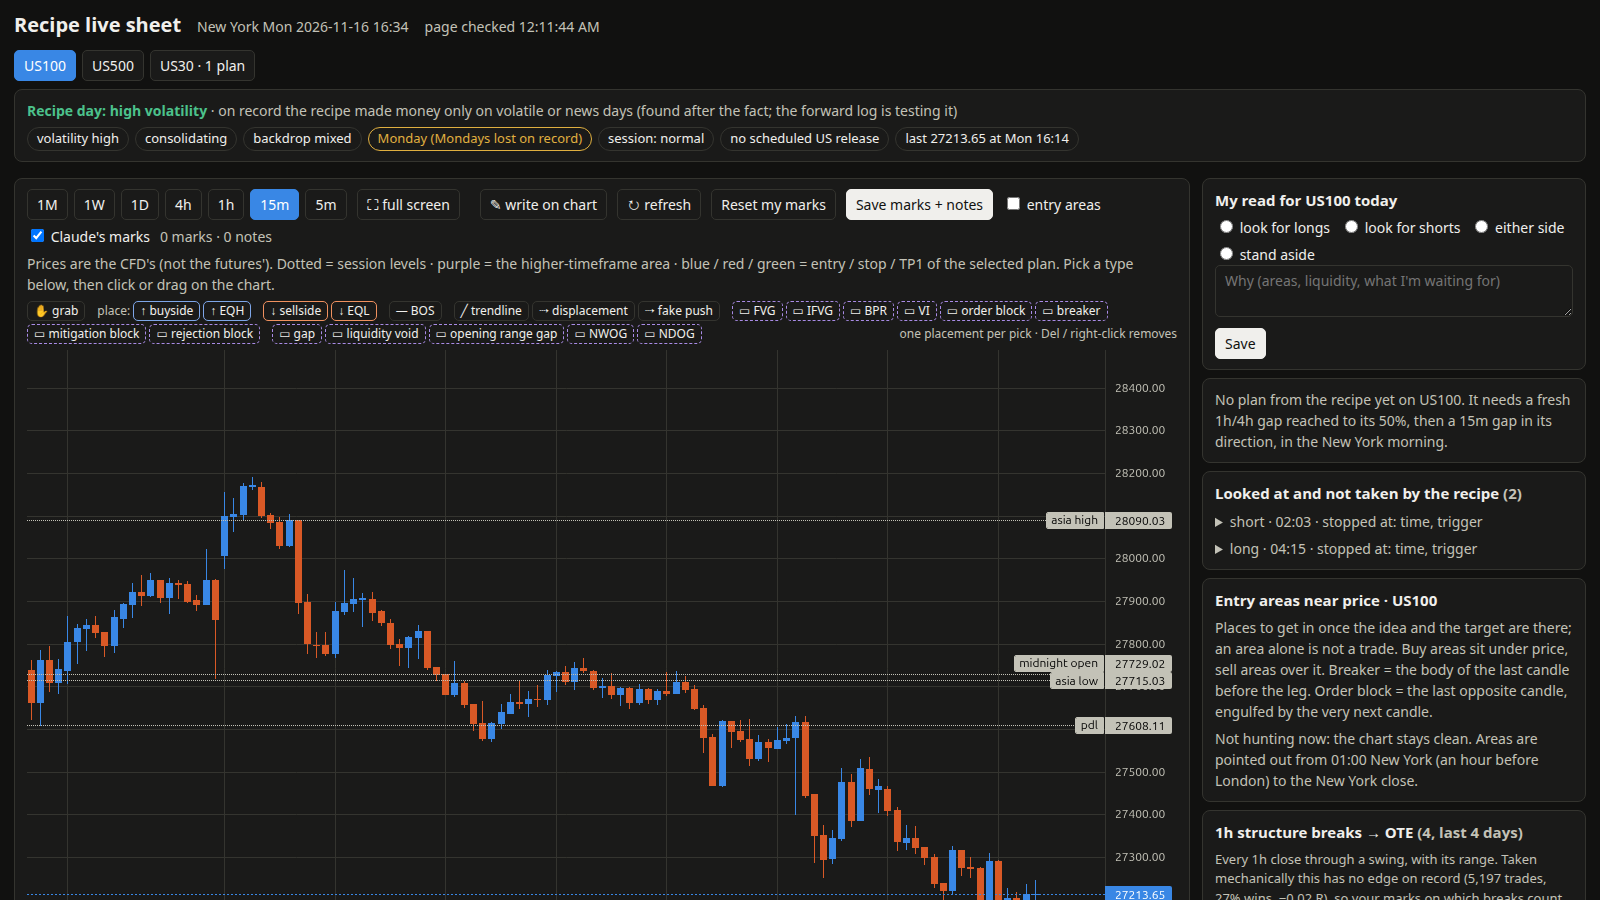 Recipe live sheet New York Mon 2026-11-16 16:34 page checked 12:11:44 AM
US100 US500 US30 · 1 plan
Recipe day: high volatility · on record the recipe made money only on volatile or news days (found after the fact; the forward log is testing it)
volatility high consolidating backdrop mixed Monday (Mondays lost on record) session: normal no scheduled US release last 27213.65 at Mon 16:14
1M 1W 1D 4h 1h 15m 5m ⛶ full screen ✎ write on chart ↻ refresh Reset my marks Save marks + notes entry areas
Claude's marks 0 marks · 0 notes
Prices are the CFD's (not the futures'). Dotted = session levels · purple = the higher-timeframe area · blue / red / green = entry / stop / TP1 of the selected plan. Pick a type
below, then click or drag on the chart.
✋ grab place: ↑ buyside ↑ EQH ↓ sellside ↓ EQL — BOS ╱ trendline → displacement → fake push ▭ FVG ▭ IFVG ▭ BPR ▭ VI ▭ order block ▭ breaker
▭ mitigation block ▭ rejection block ▭ gap ▭ liquidity void ▭ opening range gap ▭ NWOG ▭ NDOG one placement per pick · Del / right-click removes
28400.00
28300.00
28200.00
asia high 28090.03
28000.00
27900.00
27800.00
midnight open 27729.02
asia low 27715.03
pdl 27608.11
27500.00
27400.00
27300.00
27213.65
My read for US100 today
look for longs look for shorts either side
stand aside
Why (areas, liquidity, what I'm waiting for)
Save
No plan from the recipe yet on US100. It needs a fresh
1h/4h gap reached to its 50%, then a 15m gap in its
direction, in the New York morning.
Looked at and not taken by the recipe (2)
▶ short · 02:03 · stopped at: time, trigger
▶ long · 04:15 · stopped at: time, trigger
Entry areas near price · US100
Places to get in once the idea and the target are there;
an area alone is not a trade. Buy areas sit under price,
sell areas over it. Breaker = the body of the last candle
before the leg. Order block = the last opposite candle,
engulfed by the very next candle.
Not hunting now: the chart stays clean. Areas are
pointed out from 01:00 New York (an hour before
London) to the New York close.
1h structure breaks → OTE (4, last 4 days)
Every 1h close through a swing, with its range. Taken
mechanically this has no edge on record (5,197 trades,
27% wins, −0.02 R), so your marks on which breaks count